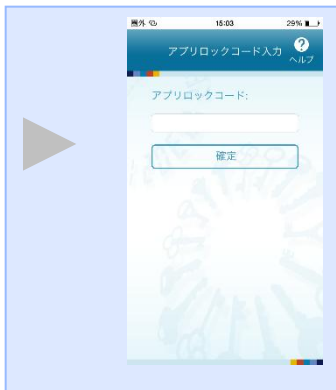 圏外 15:03 29%
アプリロックコード入力 ?
ヘルプ
アプリロックコード:
確定